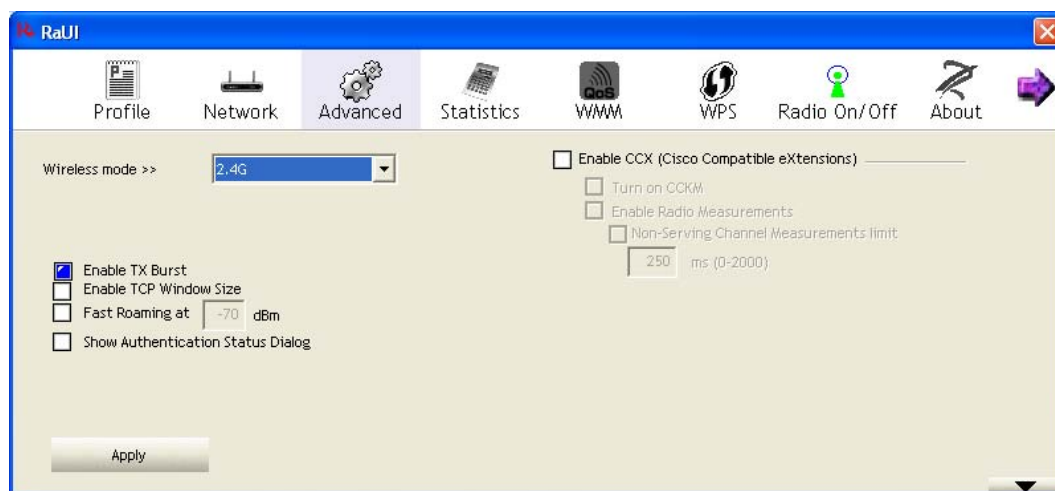 RaUI
Profile Network Advanced Statistics QoS WMM WPS Radio On/Off About
Wireless mode >> 2.4G
Enable TX Burst
Enable TCP Window Size
Fast Roaming at -70 dBm
Show Authentication Status Dialog
Apply
Enable CCX (Cisco Compatible eXtensions)
Turn on CCKM
Enable Radio Measurements
Non-Serving Channel Measurements limit
250 ms (0-2000)